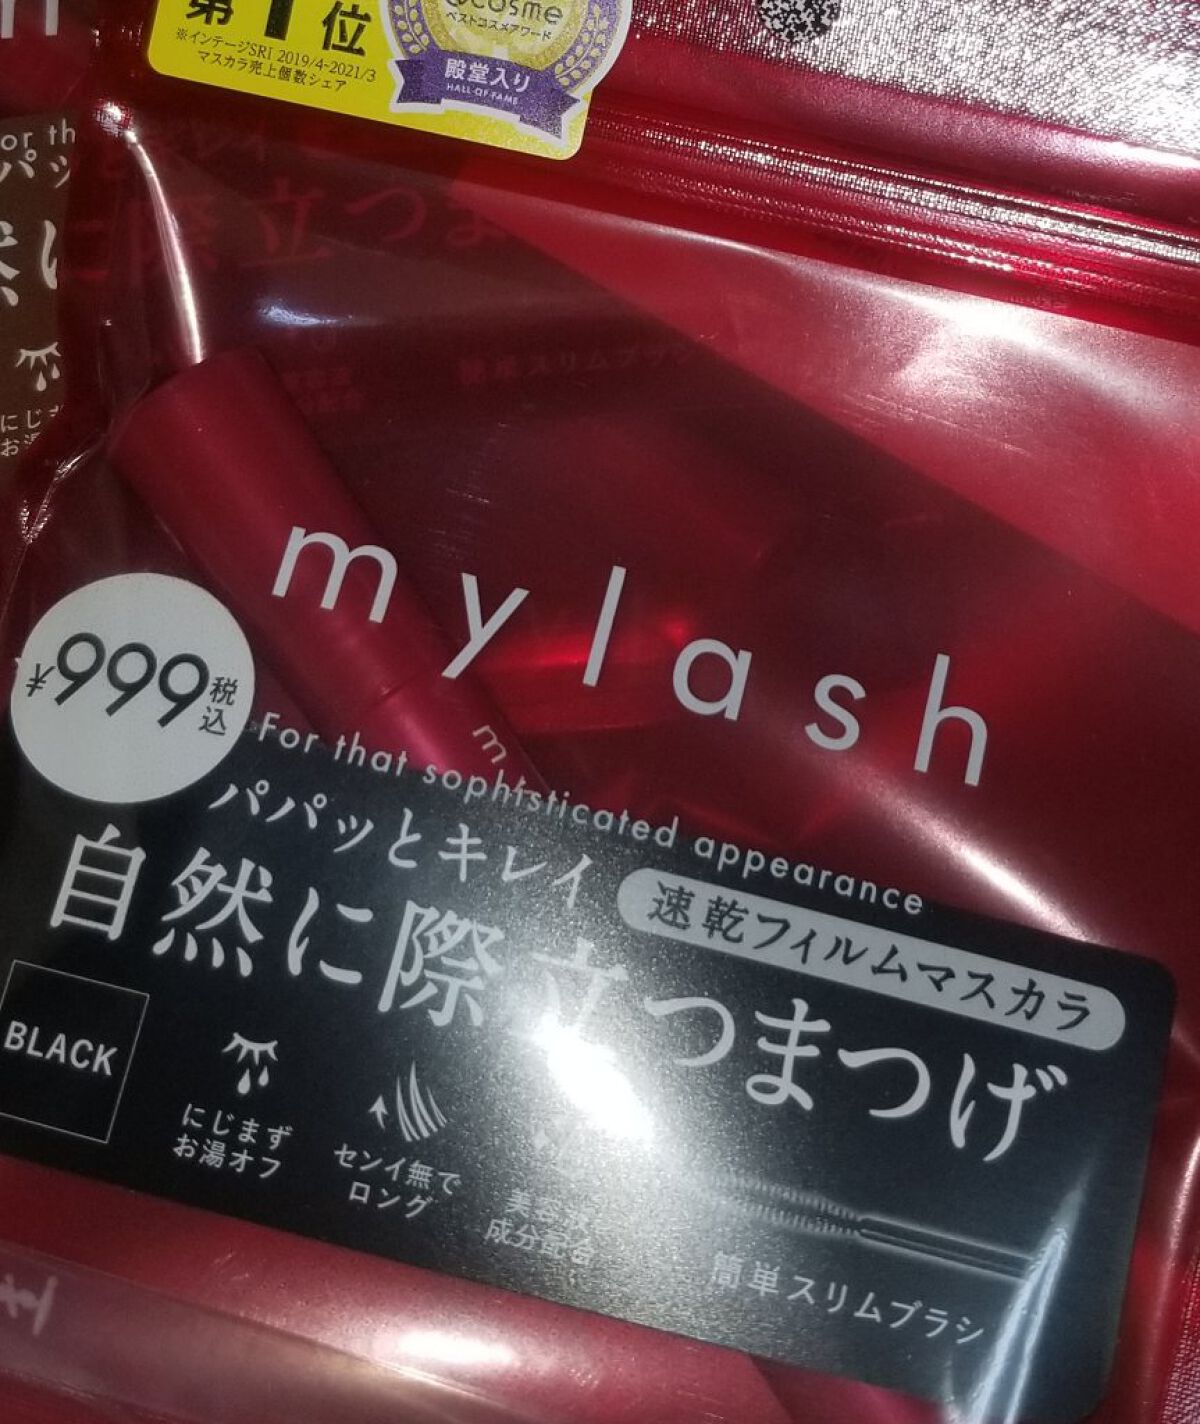 第1位
※インテージSRI 2019/4-2021/3
マスカラ売上個数シェア
@cosme
ベストコスメアワード
殿堂入り
HALL OF FAME
mylash
¥999
税込
For that sophisticated appearance
パパッとキレイ
速乾フィルムマスカラ
自然に際立つまつげ
BLACK
にじまず
お湯オフ
センイ無で
ロング
美容液
成分配合
簡単スリムブラシ